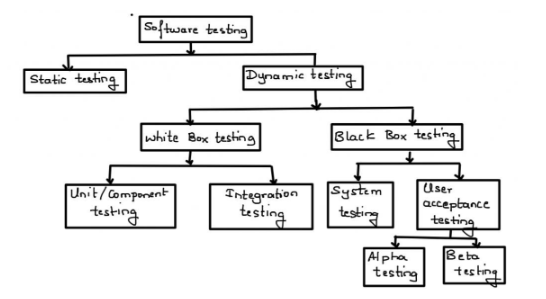 Software testing
Static testing
Dynamic testing
White Box testing
Black Box testing
Unit/Component
testing
Integration
testing
System
testing
User
acceptance
testing
Alpha
testing
Beta
testing